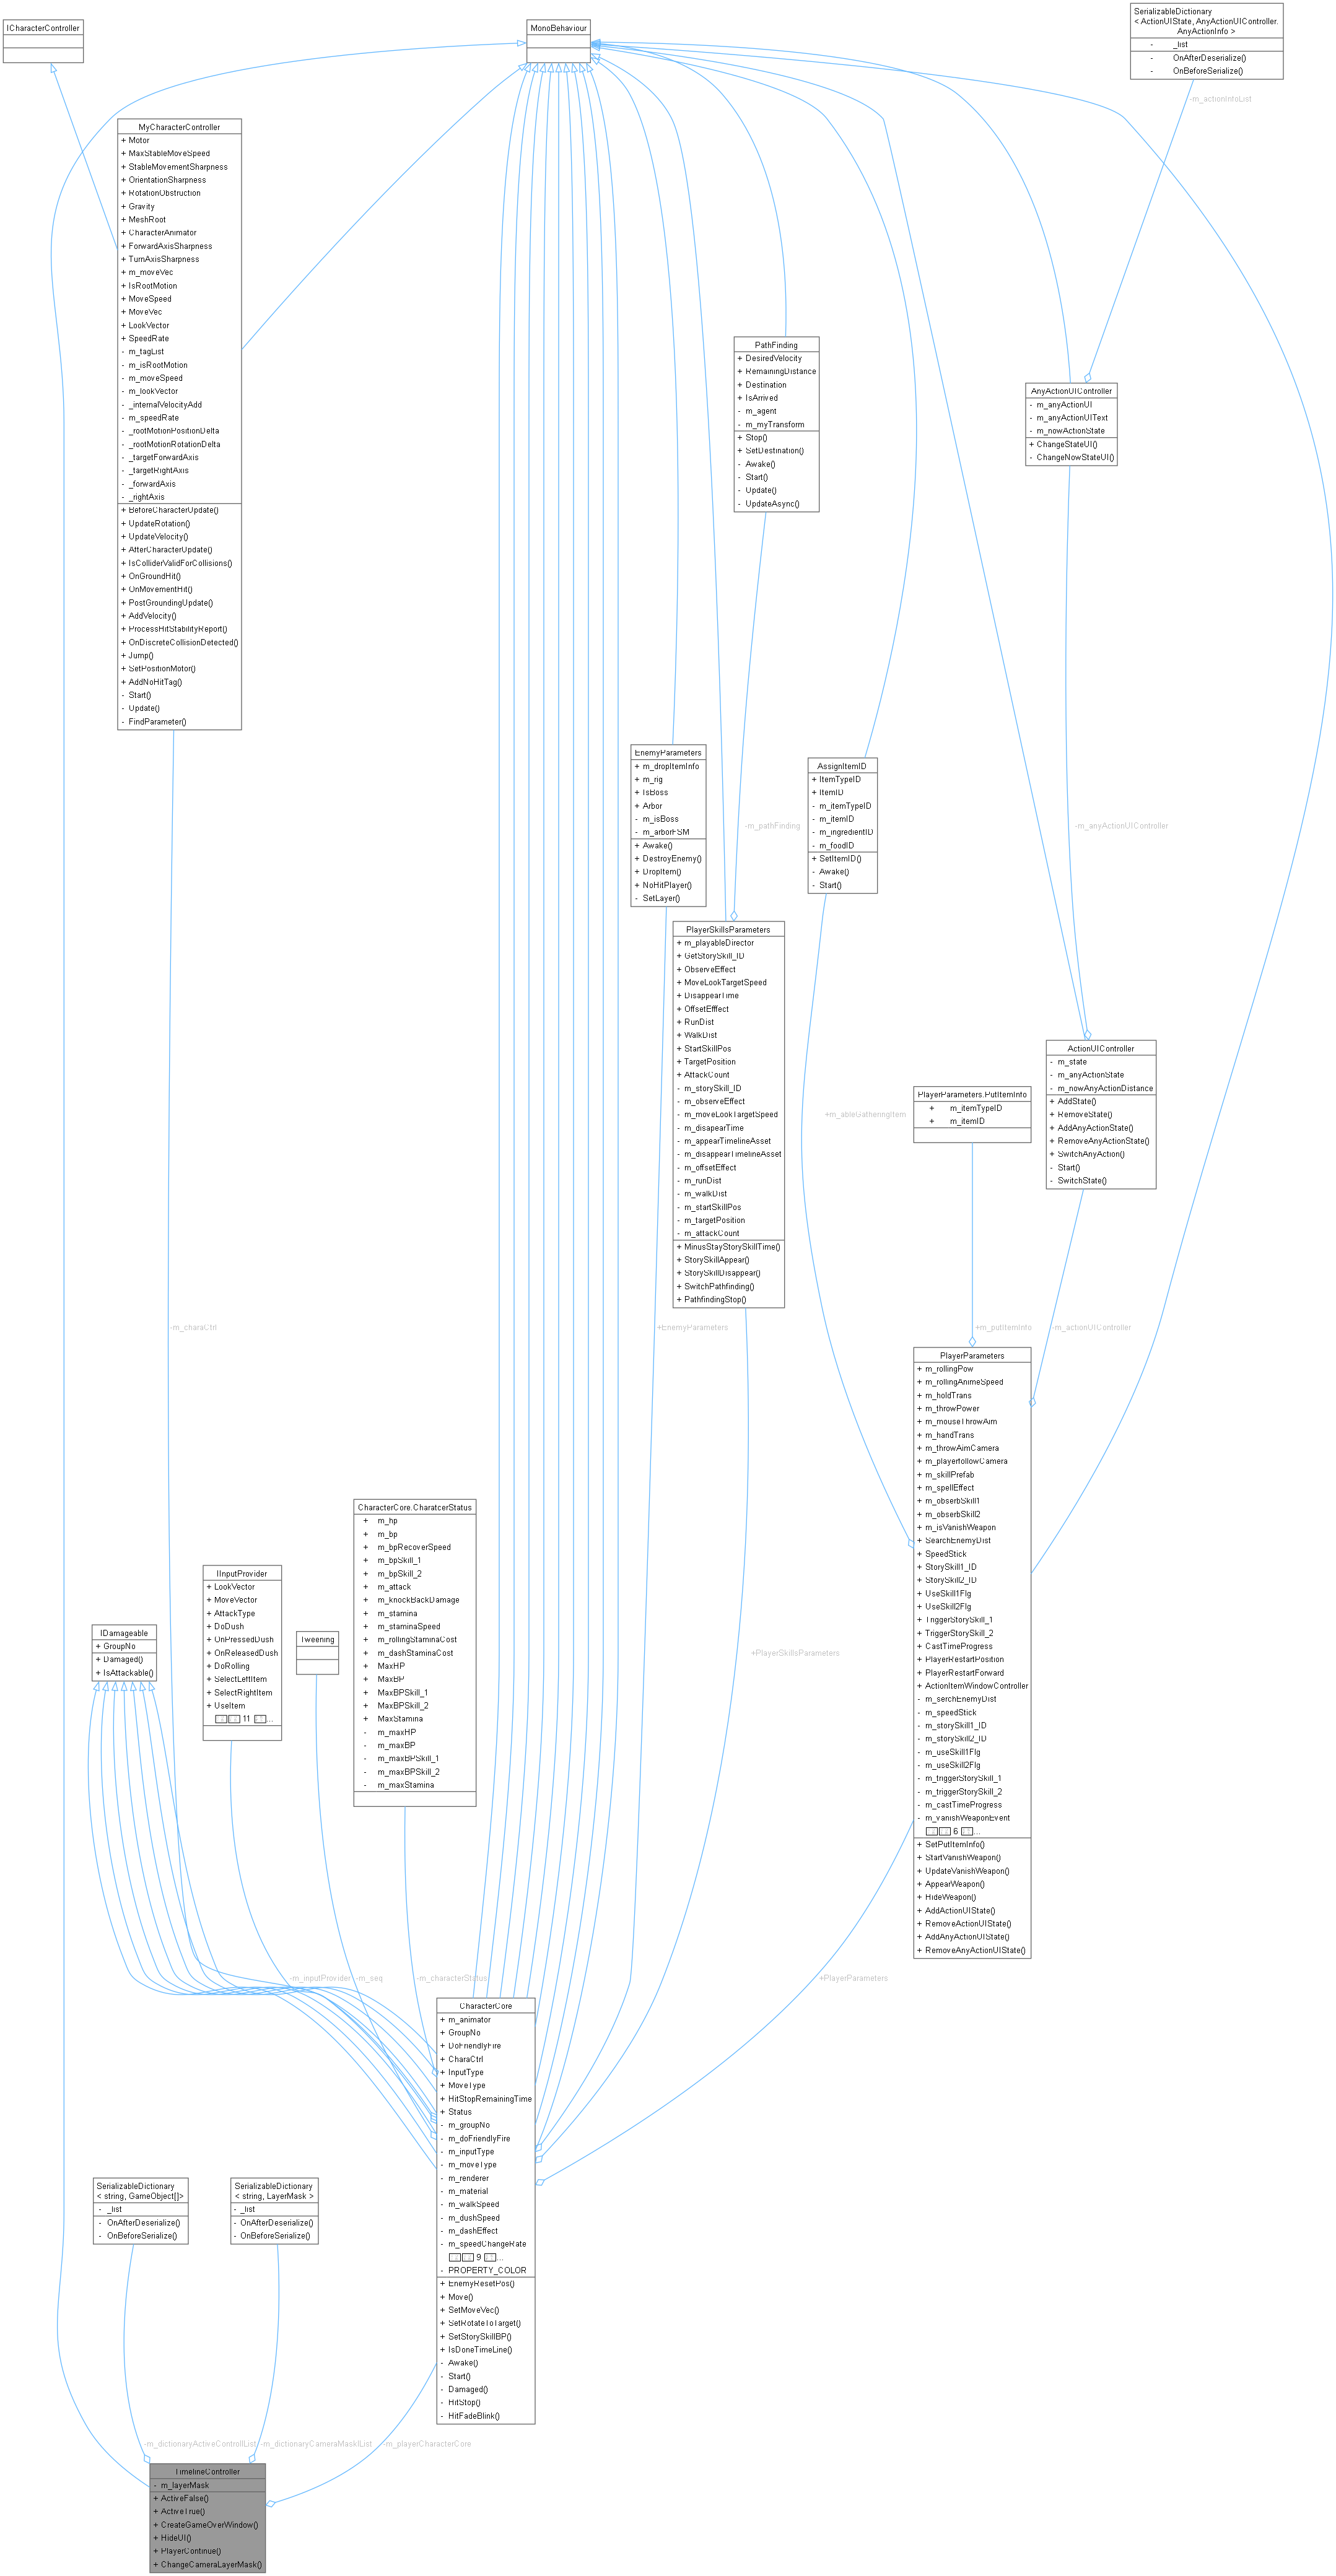 ICharacterController
MonoBehaviour
SerializableDictionary
< ActionUIState, AnyActionUIController.
AnyActionInfo >
- _list
- OnAfterDeserialize()
- OnBeforeSerialize()
-m_actionInfoList
MyCharacterController
+ Motor
+ MaxStableMoveSpeed
+ StableMovementSharpness
+ OrientationSharpness
+ RotationObstruction
+ Gravity
+ MeshRoot
+ CharacterAnimator
+ ForwardAxisSharpness
+ TurnAxisSharpness
+ m_moveVec
+ IsRootMotion
+ MoveSpeed
+ MoveVec
+ LookVector
+ SpeedRate
- m_tagList
- m_isRootMotion
- m_moveSpeed
- m_lookVector
- _internalVelocityAdd
- m_speedRate
- _rootMotionPositionDelta
- _rootMotionRotationDelta
- _targetForwardAxis
- _targetRightAxis
- _forwardAxis
- _rightAxis
+ BeforeCharacterUpdate()
+ UpdateRotation()
+ UpdateVelocity()
+ AfterCharacterUpdate()
+ IsColliderValidForCollisions()
+ OnGroundHit()
+ OnMovementHit()
+ PostGroundingUpdate()
+ AddVelocity()
+ ProcessHitStabilityReport()
+ OnDiscreteCollisionDetected()
+ Jump()
+ SetPositionMotor()
+ AddNoHitTag()
- Start()
- Update()
- FindParameter()
PathFinding
+ DesiredVelocity
+ RemainingDistance
+ Destination
+ IsArrived
- m_agent
- m_myTransform
+ Stop()
+ SetDestination()
- Awake()
- Start()
- Update()
- UpdateAsync()
AnyActionUIController
- m_anyActionUI
- m_anyActionUIText
- m_nowActionState
+ ChangeStateUI()
- ChangeNowStateUI()
EnemyParameters
+ m_dropItemInfo
+ m_rig
+ IsBoss
+ Arbor
- m_isBoss
- m_arborFSM
+ Awake()
+ DestroyEnemy()
+ DropItem()
+ NoHitPlayer()
- SetLayer()
-m_pathFinding
AssignItemID
+ ItemTypeID
+ ItemID
- m_itemTypeID
- m_itemID
- m_ingredientID
- m_foodID
+ SetItemID()
- Awake()
- Start()
-m_anyActionUIController
PlayerSkillsParameters
+ m_playableDirector
+ GetStorySkill_ID
+ ObserveEffect
+ MoveLookTargetSpeed
+ DisappearTime
+ OffsetEfffect
+ RunDist
+ WalkDist
+ StartSkillPos
+ TargetPosition
+ AttackCount
- m_storySkill_ID
- m_observeEffect
- m_moveLookTargetSpeed
- m_disapearTime
- m_appearTimelineAsset
- m_disappearTimelineAsset
- m_offsetEffect
- m_runDist
- m_walkDist
- m_startSkillPos
- m_targetPosition
- m_attackCount
+ MinusStayStorySkillTime()
+ StorySkillAppear()
+ StorySkillDisappear()
+ SwitchPathfinding()
+ PathfindingStop()
+m_ableGatheringItem
PlayerParameters.PutItemInfo
+ m_itemTypeID
+ m_itemID
ActionUIController
- m_state
- m_anyActionState
- m_nowAnyActionDistance
+ AddState()
+ RemoveState()
+ AddAnyActionState()
+ RemoveAnyActionState()
+ SwitchAnyAction()
- Start()
- SwitchState()
-m_charaCtrl
+EnemyParameters
+m_putItemInfo
-m_actionUIController
PlayerParameters
+ m_rollingPow
+ m_rollingAnimeSpeed
+ m_holdTrans
+ m_throwPower
+ m_mouseThrowAim
+ m_handTrans
+ m_throwAimCamera
+ m_playerfollowCamera
+ m_skillPrefab
+ m_spellEffect
+ m_obserbSkill1
+ m_obserbSkill2
+ m_isVanishWeapon
+ SearchEnemyDist
+ SpeedStick
+ StorySkill1_ID
+ StorySkill2_ID
+ UseSkill1Flg
+ UseSkill2Flg
+ TriggerStorySkill_1
+ TriggerStorySkill_2
+ CastTimeProgress
+ PlayerRestartPosition
+ PlayerRestartForward
+ ActionItemWindowController
- m_serchEnemyDist
- m_speedStick
- m_storySkill1_ID
- m_storySkill2_ID
- m_useSkill1Flg
- m_useSkill2Flg
- m_triggerStorySkill_1
- m_triggerStorySkill_2
- m_castTimeProgress
- m_vanishWeaponEvent
6 ...
+ SetPutItemInfo()
+ StartVanishWeapon()
+ UpdateVanishWeapon()
+ AppearWeapon()
+ HideWeapon()
+ AddActionUIState()
+ RemoveActionUIState()
+ AddAnyActionUIState()
+ RemoveAnyActionUIState()
CharacterCore.CharatcerStatus
+ m_hp
+ m_bp
+ m_bpRecoverSpeed
+ m_bpSkill_1
+ m_bpSkill_2
+ m_attack
+ m_knockBackDamage
+ m_stamina
+ m_staminaSpeed
+ m_rollingStaminaCost
+ m_dashStaminaCost
+ MaxHP
+ MaxBP
+ MaxBPSkill_1
+ MaxBPSkill_2
+ MaxStamina
- m_maxHP
- m_maxBP
- m_maxBPSkill_1
- m_maxBPSkill_2
- m_maxStamina
IInputProvider
+ LookVector
+ MoveVector
+ AttackType
+ DoDush
+ OnPressedDush
+ OnReleasedDush
+ DoRolling
+ SelectLeftItem
+ SelectRightItem
+ UseItem
11 ...
IDamageable
+ GroupNo
+ Damaged()
+ IsAttackable()
Tweening
+PlayerSkillsParameters
-m_inputProvider
-m_seq
-m_characterStatus
+PlayerParameters
CharacterCore
+ m_animator
+ GroupNo
+ DoFriendlyFire
+ CharaCtrl
+ InputType
+ MoveType
+ HitStopRemainingTime
+ Status
- m_groupNo
- m_doFriendlyFire
- m_inputType
- m_moveType
- m_renderer
- m_material
- m_walkSpeed
- m_dushSpeed
- m_dashEffect
- m_speedChangeRate
9 ...
- PROPERTY_COLOR
+ EnemyResetPos()
+ Move()
+ SetMoveVec()
+ SetRotateToTarget()
+ SetStorySkillBP()
+ IsDoneTimeLine()
- Awake()
- Start()
- Damaged()
- HitStop()
- HitFadeBlink()
SerializableDictionary
< string, GameObject[]>
- _list
- OnAfterDeserialize()
- OnBeforeSerialize()
SerializableDictionary
< string, LayerMask >
- _list
- OnAfterDeserialize()
- OnBeforeSerialize()
-m_dictionaryActiveControllList
-m_dictionaryCameraMasklList
-m_playerCharacterCore
TimelineController
- m_layerMask
+ ActiveFalse()
+ ActiveTrue()
+ CreateGameOverWindow()
+ HideUI()
+ PlayerContinue()
+ ChangeCameraLayerMask()